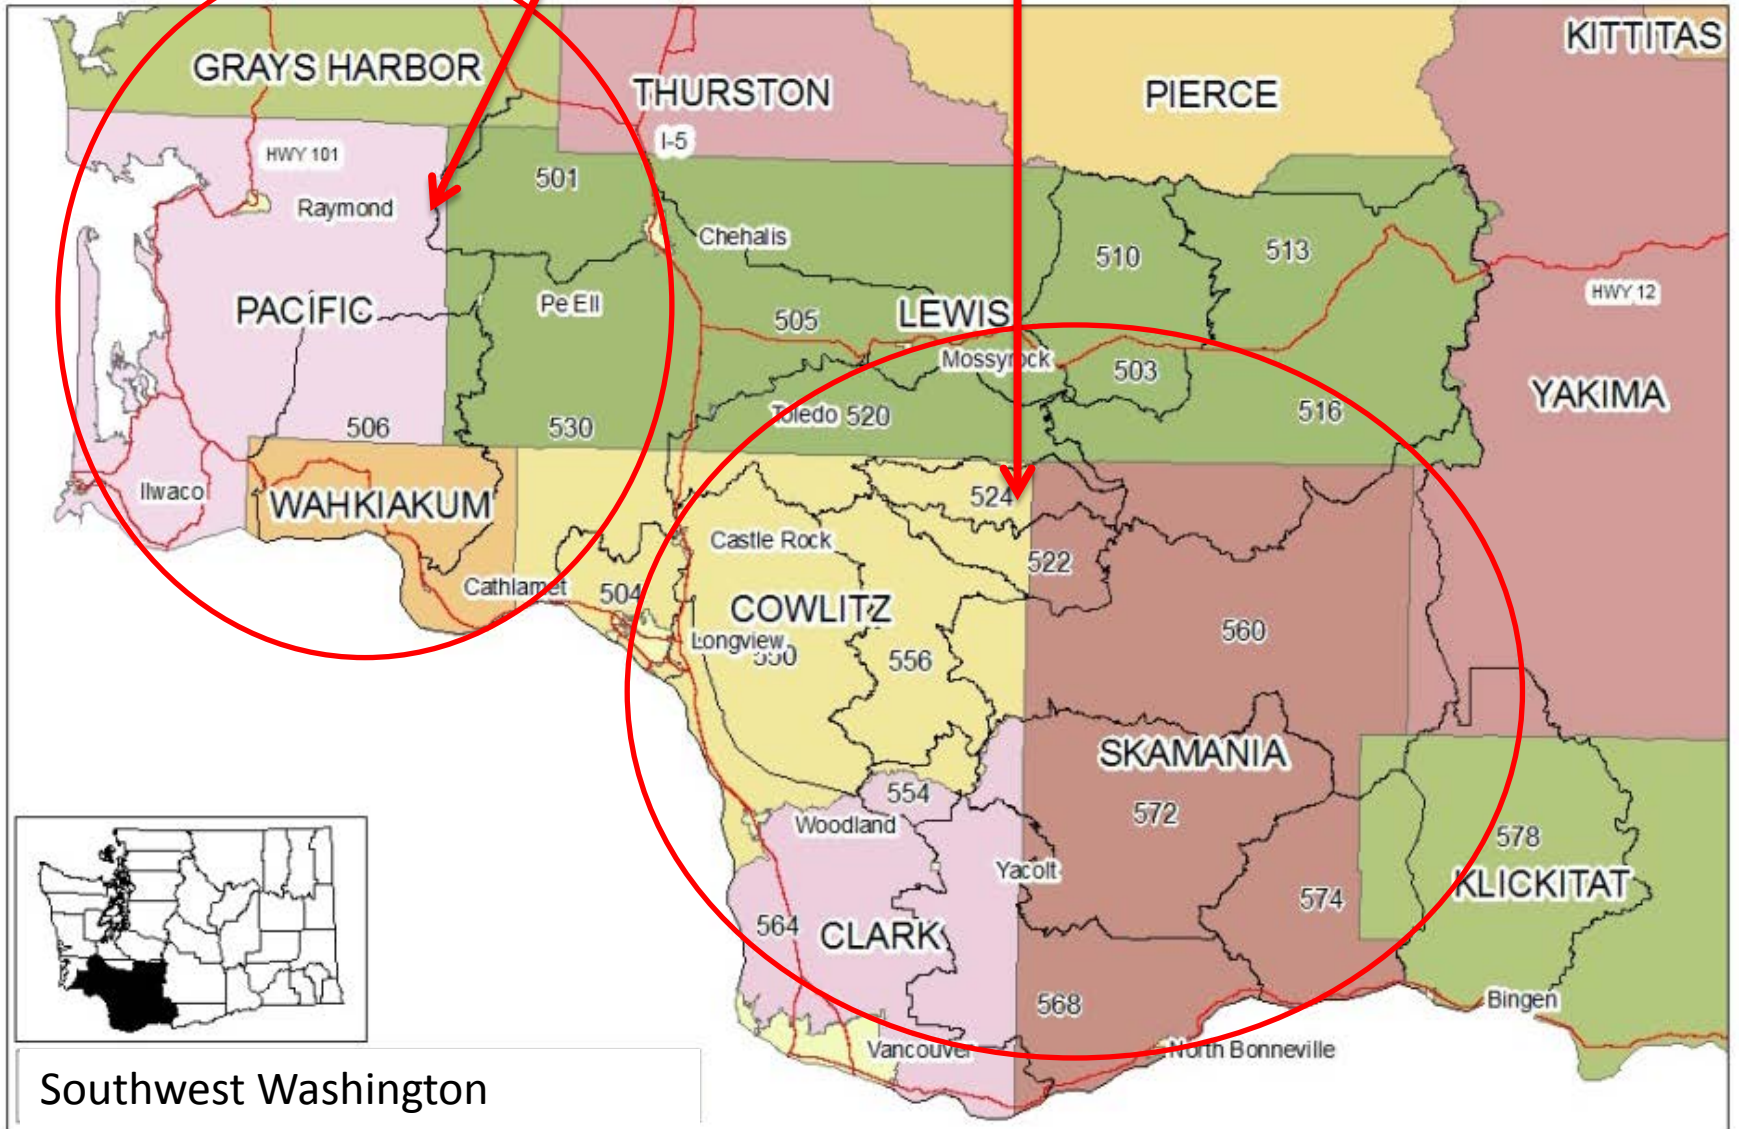 KITTITAS
GRAYS HARBOR
THURSTON
PIERCE
I-5
HWY 101
501
Raymond
Chehalis
513
510
HWY 12
Pe Ell
PACIFIC
LEWIS
505
Mossyrock
503
YAKIMA
516
Toledo 520
506
530
Ilwaco
WAHKIAKUM
524
Castle Rock
522
Cathlamet
504
COWLITZ
560
Longview
550
556
SKAMANIA
554
572
Woodland
578
Yacolt
KLICKITAT
574
564
CLARK
568
Bingen
Vancouver
North Bonneville
Southwest Washington